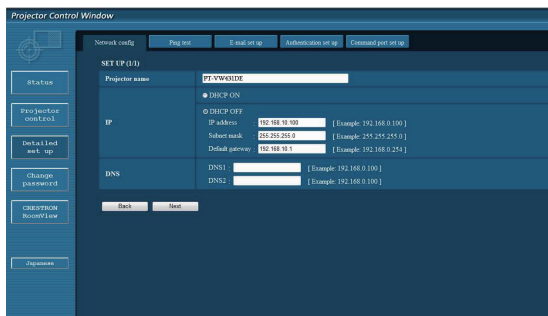 Projector Control Window
Network config
Ping test
E-mail set up
Authentication set up
Command port set up
Status
Projector
control
Detailed
set up
Change
password
CRESTRON
RoomView
Japanese
SET UP (1/1)
Projector name
PT-VW431DE
IP
DHCP ON
DHCP OFF
IP address : 192.168.10.100 [ Example: 192.168.0.100 ]
Subnet mask : 255.255.255.0 [ Example: 255.255.255.0 ]
Default gateway : 192.168.10.1 [ Example: 192.168.0.254 ]
DNS
DNS1 : [ Example: 192.168.0.100 ]
DNS2 : [ Example: 192.168.0.100 ]
Back
Next